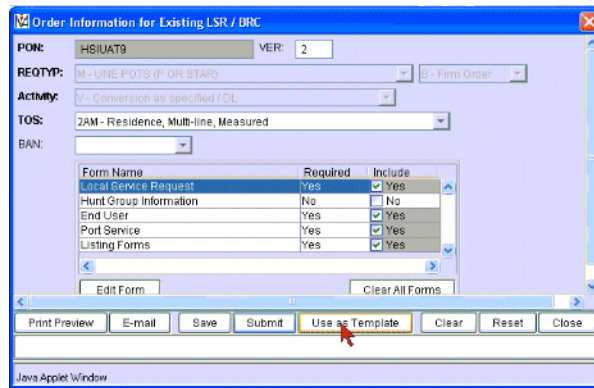 Order Information for Existing LSR / BRC
PON: HSIUAT9 VER: 2
REQTYP: M - UNE POTS (P OR STAR) B - Firm Order
Activity: V - Conversion as specified / DL
TOS: 2AM - Residence, Multi-line, Measured
BAN:
Form Name Required Include
Local Service Request Yes Yes
Hunt Group Information No No
End User Yes Yes
Port Service Yes Yes
Listing Forms Yes Yes
Edit Form Clear All Forms
Print Preview E-mail Save Submit Use as Template Clear Reset Close
Java Applet Window